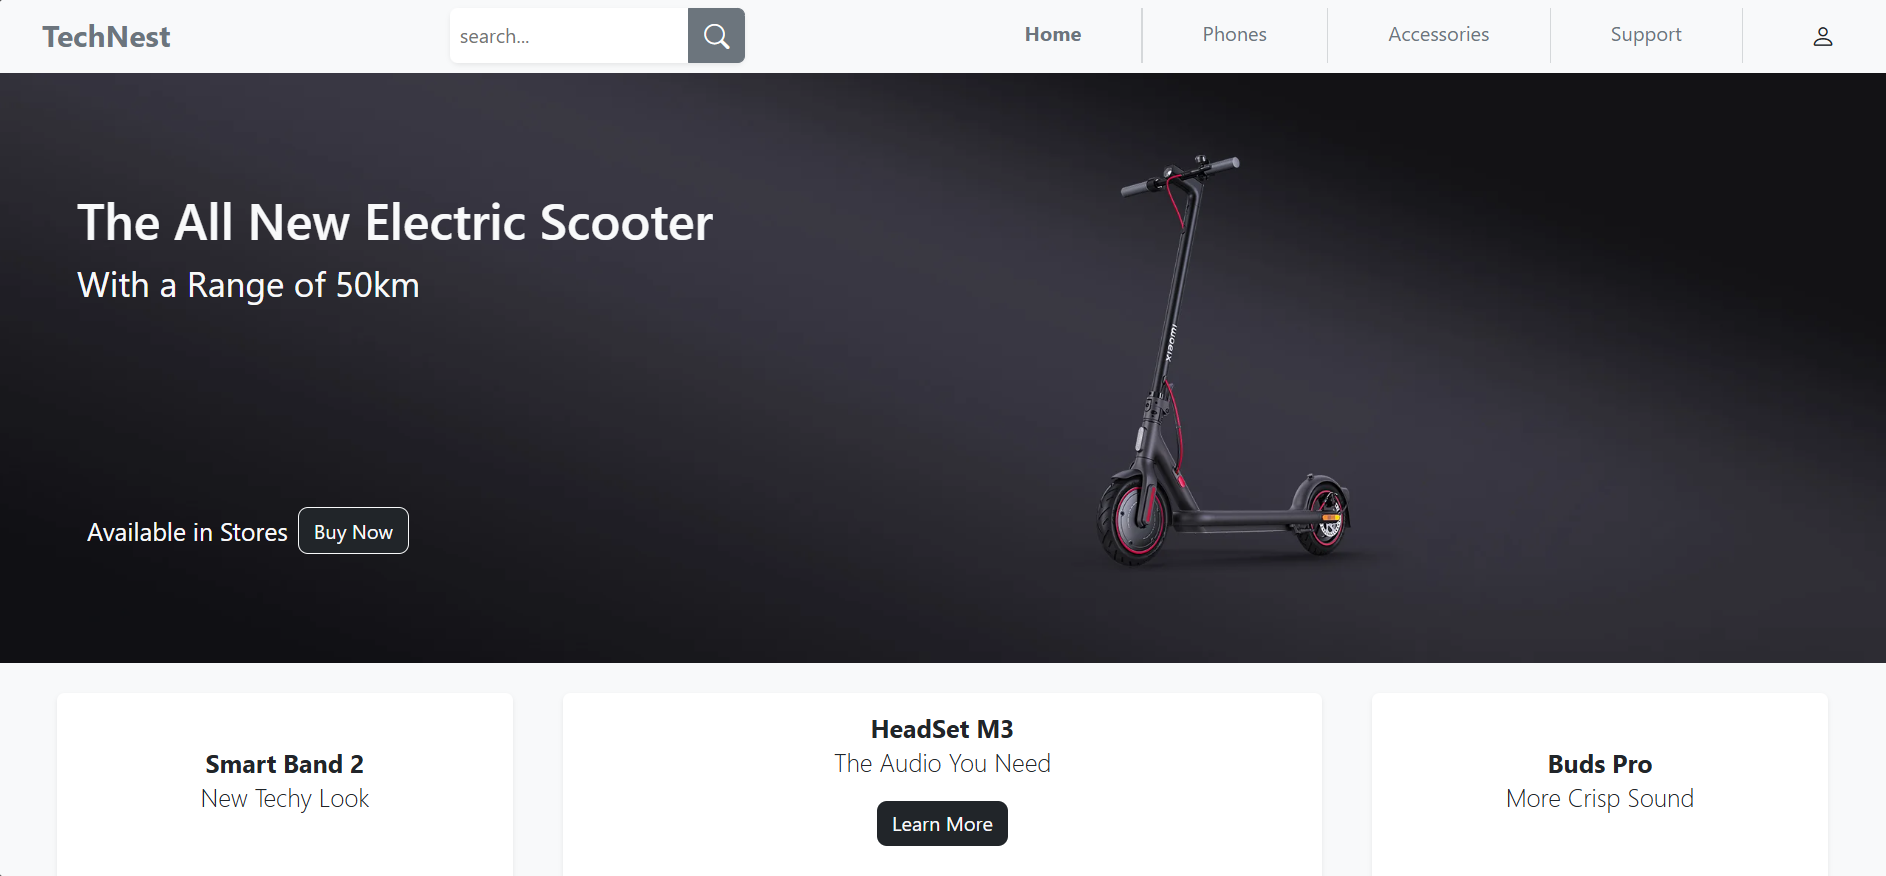 TechNest
search...
Home
Phones
Accessories
Support
The All New Electric Scooter
With a Range of 50km
xiaomi
Available in Stores
Buy Now
Smart Band 2
New Techy Look
HeadSet M3
The Audio You Need
Learn More
Buds Pro
More Crisp Sound